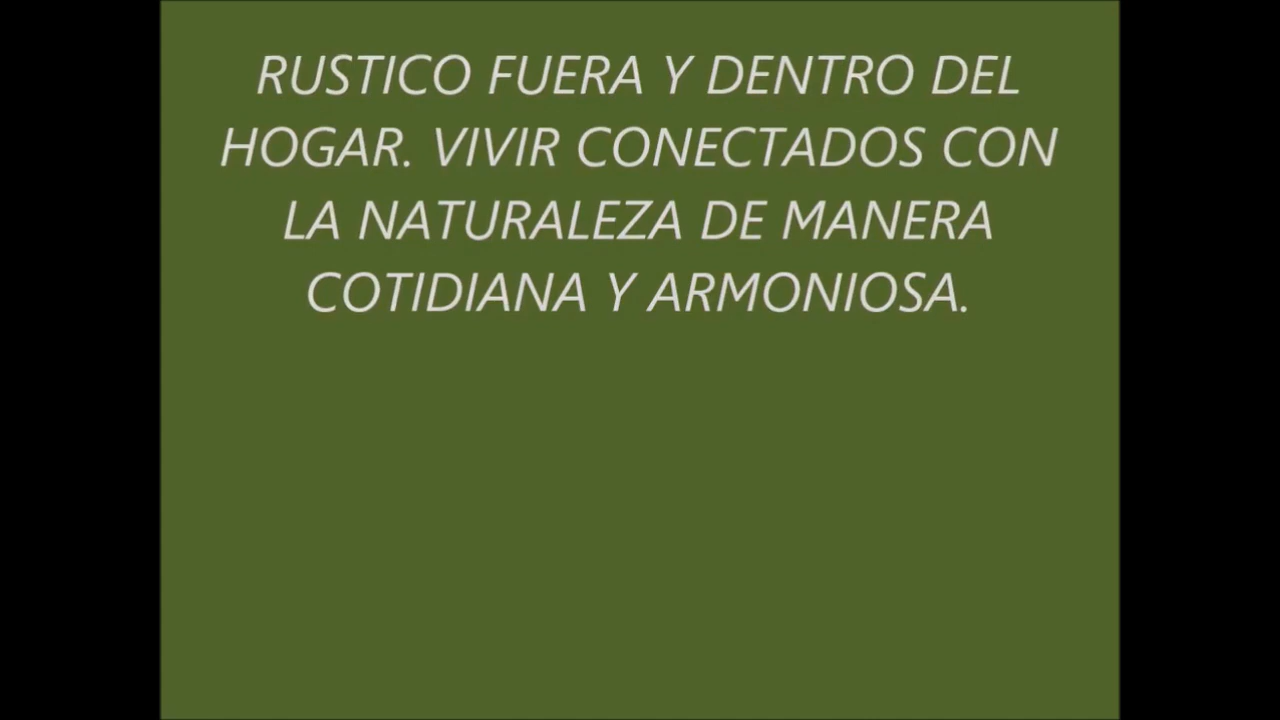 RUSTICO FUERA Y DENTRO DEL
HOGAR. VIVIR CONECTADOS CON
LA NATURALEZA DE MANERA
COTIDIANA Y ARMONIOSA.